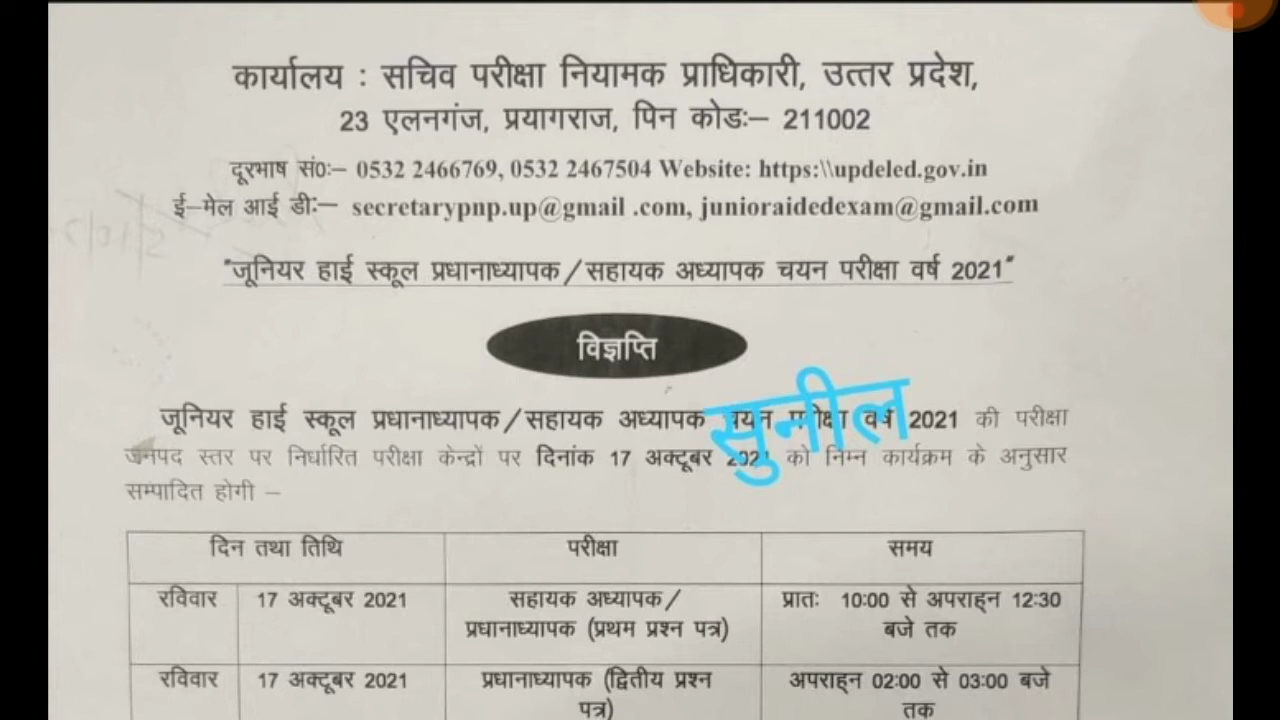 कार्यालय : सचिव परीक्षा नियामक प्राधिकारी, उत्तर प्रदेश,
23 एलनगंज, प्रयागराज, पिन कोडः– 211002
दूरभाष सं0ः– 0532 2466769, 0532 2467504 Website: https:\\updeled.gov.in
ई–मेल आई डीः– secretarypnp.up@gmail .com, junioraidedexam@gmail.com
"जूनियर हाई स्कूल प्रधानाध्यापक/सहायक अध्यापक चयन परीक्षा वर्ष 2021"
विज्ञप्ति
जूनियर हाई स्कूल प्रधानाध्यापक/सहायक अध्यापक चयन परीक्षा वर्ष 2021 की परीक्षा
सुनील
जनपद स्तर पर निर्धारित परीक्षा केन्द्रों पर दिनांक 17 अक्टूबर 2021 को निम्न कार्यक्रम के अनुसार
सम्पादित होगी –
दिन तथा तिथि परीक्षा समय
रविवार 17 अक्टूबर 2021 सहायक अध्यापक/ प्रातः 10:00 से अपराह्न 12:30
प्रधानाध्यापक (प्रथम प्रश्न पत्र) बजे तक
रविवार 17 अक्टूबर 2021 प्रधानाध्यापक (द्वितीय प्रश्न अपराह्न 02:00 से 03:00 बजे
पत्र) तक